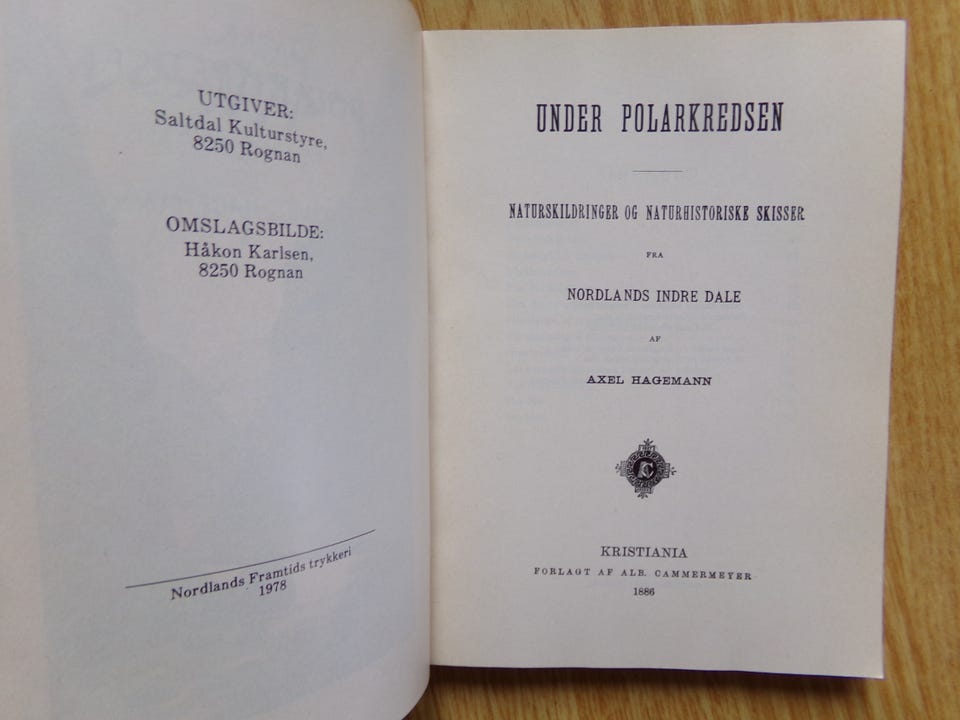 UTGIVER:
Saltdal Kulturstyre,
8250 Rognan
OMSLAGSBILDE:
Håkon Karlsen,
8250 Rognan
Nordlands Framtids trykkeri
1978
UNDER POLARKREDSEN
NATURSKILDRINGER OG NATURHISTORISKE SKISSER
FRA
NORDLANDS INDRE DALE
AF
AXEL HAGEMANN
KRISTIANIA
FORLAGT AF ALB. CAMMERMEYER
1886